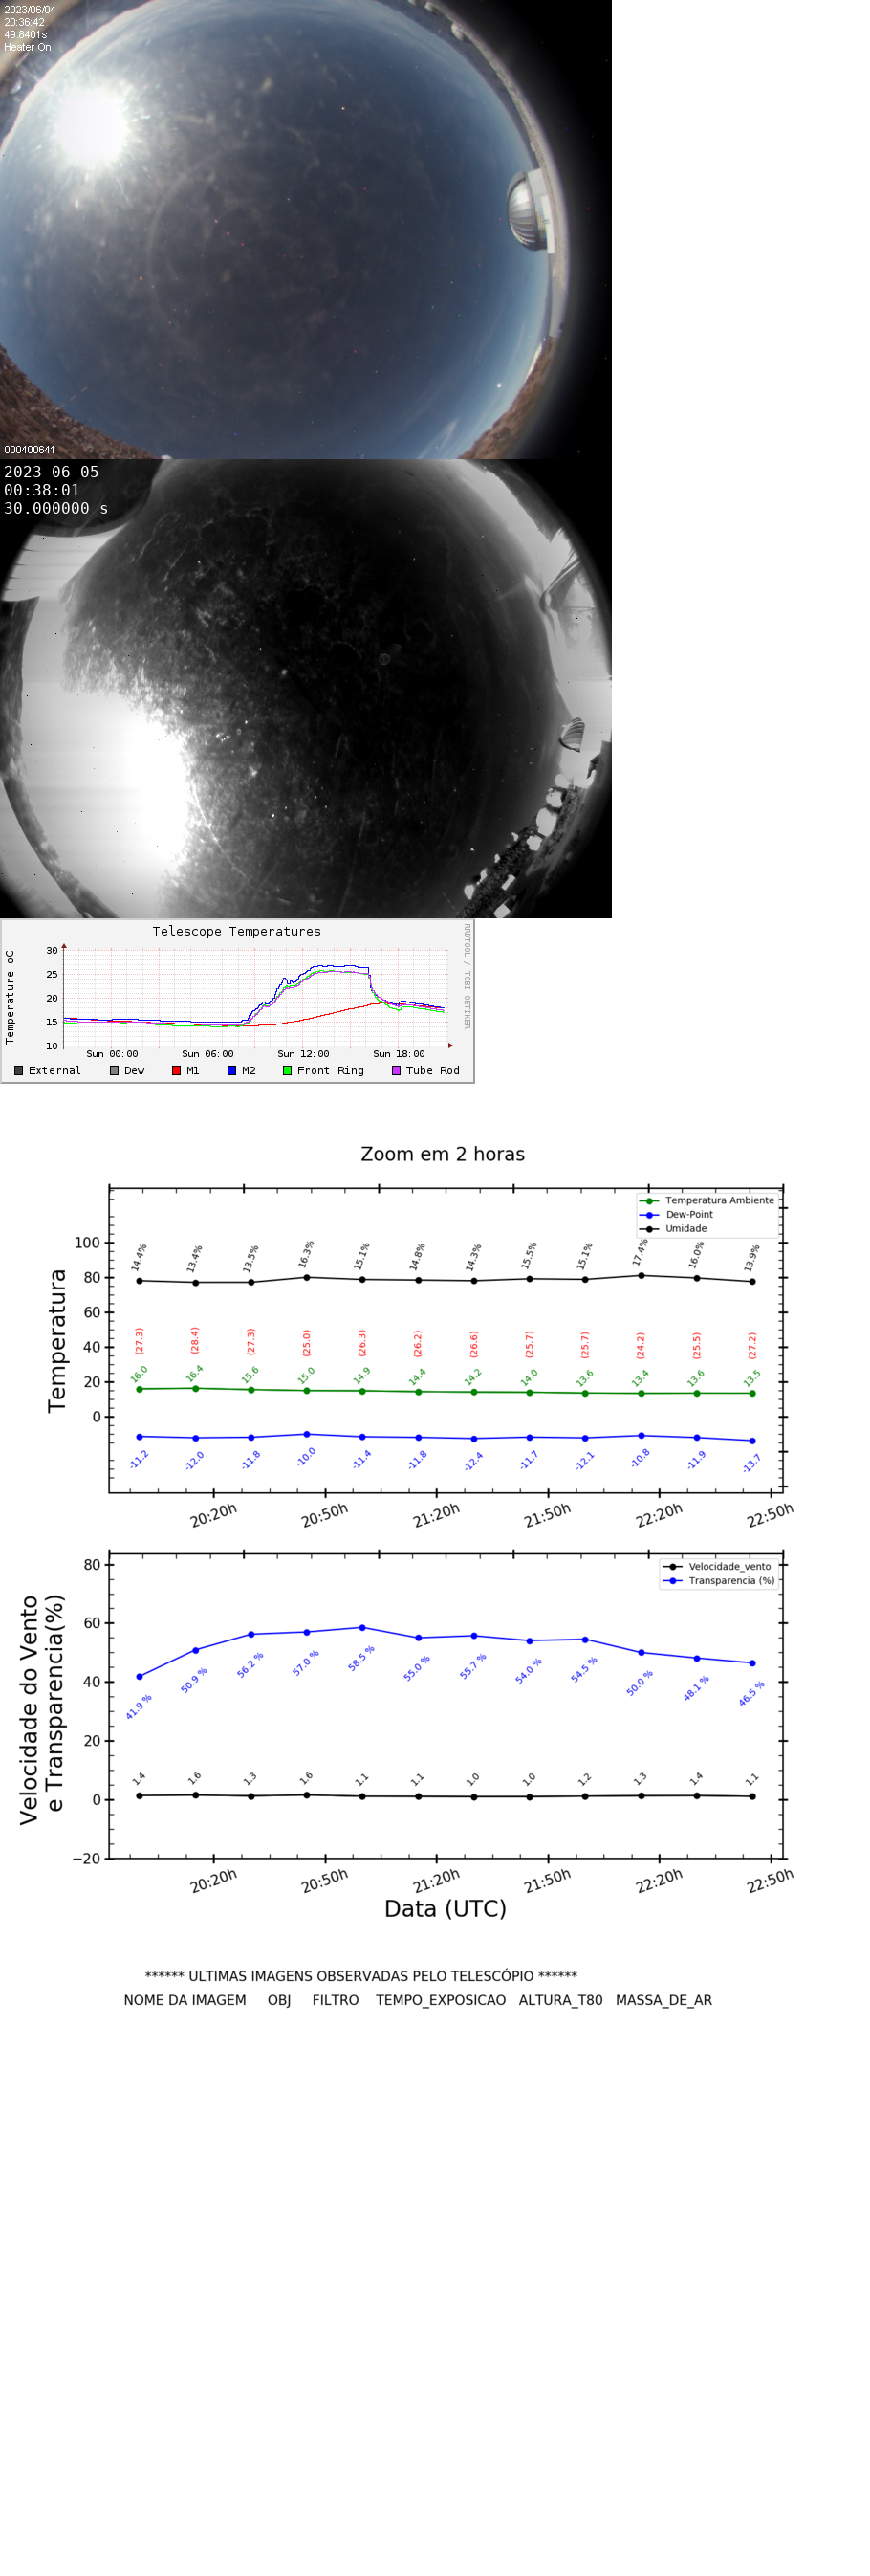 2023/06/04
20:36:42
49.8401s
Heater On
000400641
2023-06-05
00:38:01
30.000000 s
Telescope Temperatures
RRDTOOL / TOBI OETIKER
Temperature oC
30
25
20
15
10
Sun 00:00 Sun 06:00 Sun 12:00 Sun 18:00
External Dew M1 M2 Front Ring Tube Rod
Zoom em 2 horas
Temperatura Ambiente
Dew-Point
Umidade
Temperatura
100
80
60
40
20
0
14.4% 13.4% 13.5% 16.3% 15.1% 14.8% 14.3% 15.5% 15.1% 17.4% 16.0% 13.9%
(27.3) (28.4) (27.3) (25.0) (26.3) (26.2) (26.6) (25.7) (25.7) (24.2) (25.5) (27.2)
16.0 16.4 15.6 15.0 14.9 14.4 14.2 14.0 13.6 13.4 13.6 13.5
-11.2 -12.0 -11.8 -10.0 -11.4 -11.8 -12.4 -11.7 -12.1 -10.8 -11.9 -13.7
20:20h 20:50h 21:20h 21:50h 22:20h 22:50h
Velocidade_vento
Transparencia (%)
Velocidade do Vento
e Transparencia(%)
80
60
40
20
0
−20
41.9 % 50.9 % 56.2 % 57.0 % 58.5 % 55.0 % 55.7 % 54.0 % 54.5 % 50.0 % 48.1 % 46.5 %
1.4 1.6 1.3 1.6 1.1 1.1 1.0 1.0 1.2 1.3 1.4 1.1
20:20h 20:50h 21:20h 21:50h 22:20h 22:50h
Data (UTC)
****** ULTIMAS IMAGENS OBSERVADAS PELO TELESCÓPIO ******
NOME DA IMAGEM OBJ FILTRO TEMPO_EXPOSICAO ALTURA_T80 MASSA_DE_AR